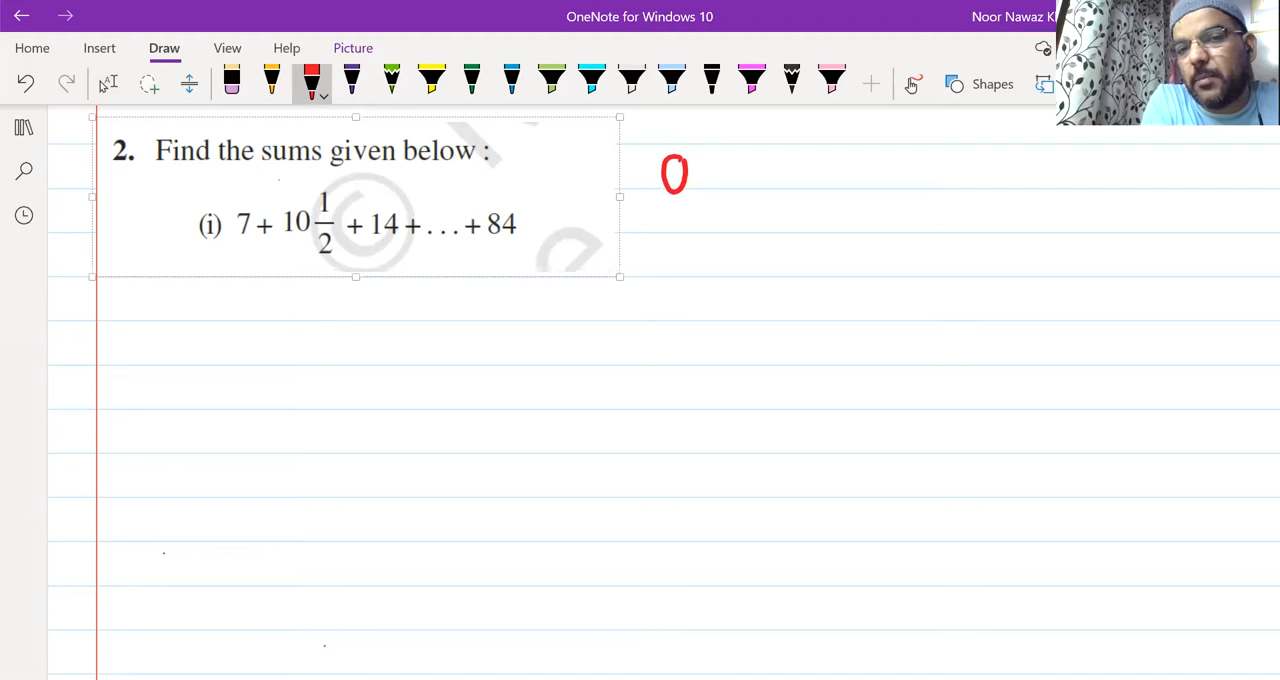 OneNote for Windows 10
Noor Nawaz K
Home Insert Draw View Help Picture
Shapes
2. Find the sums given below :
(i) 7 + 10 1/2 + 14 + . . . + 84
0